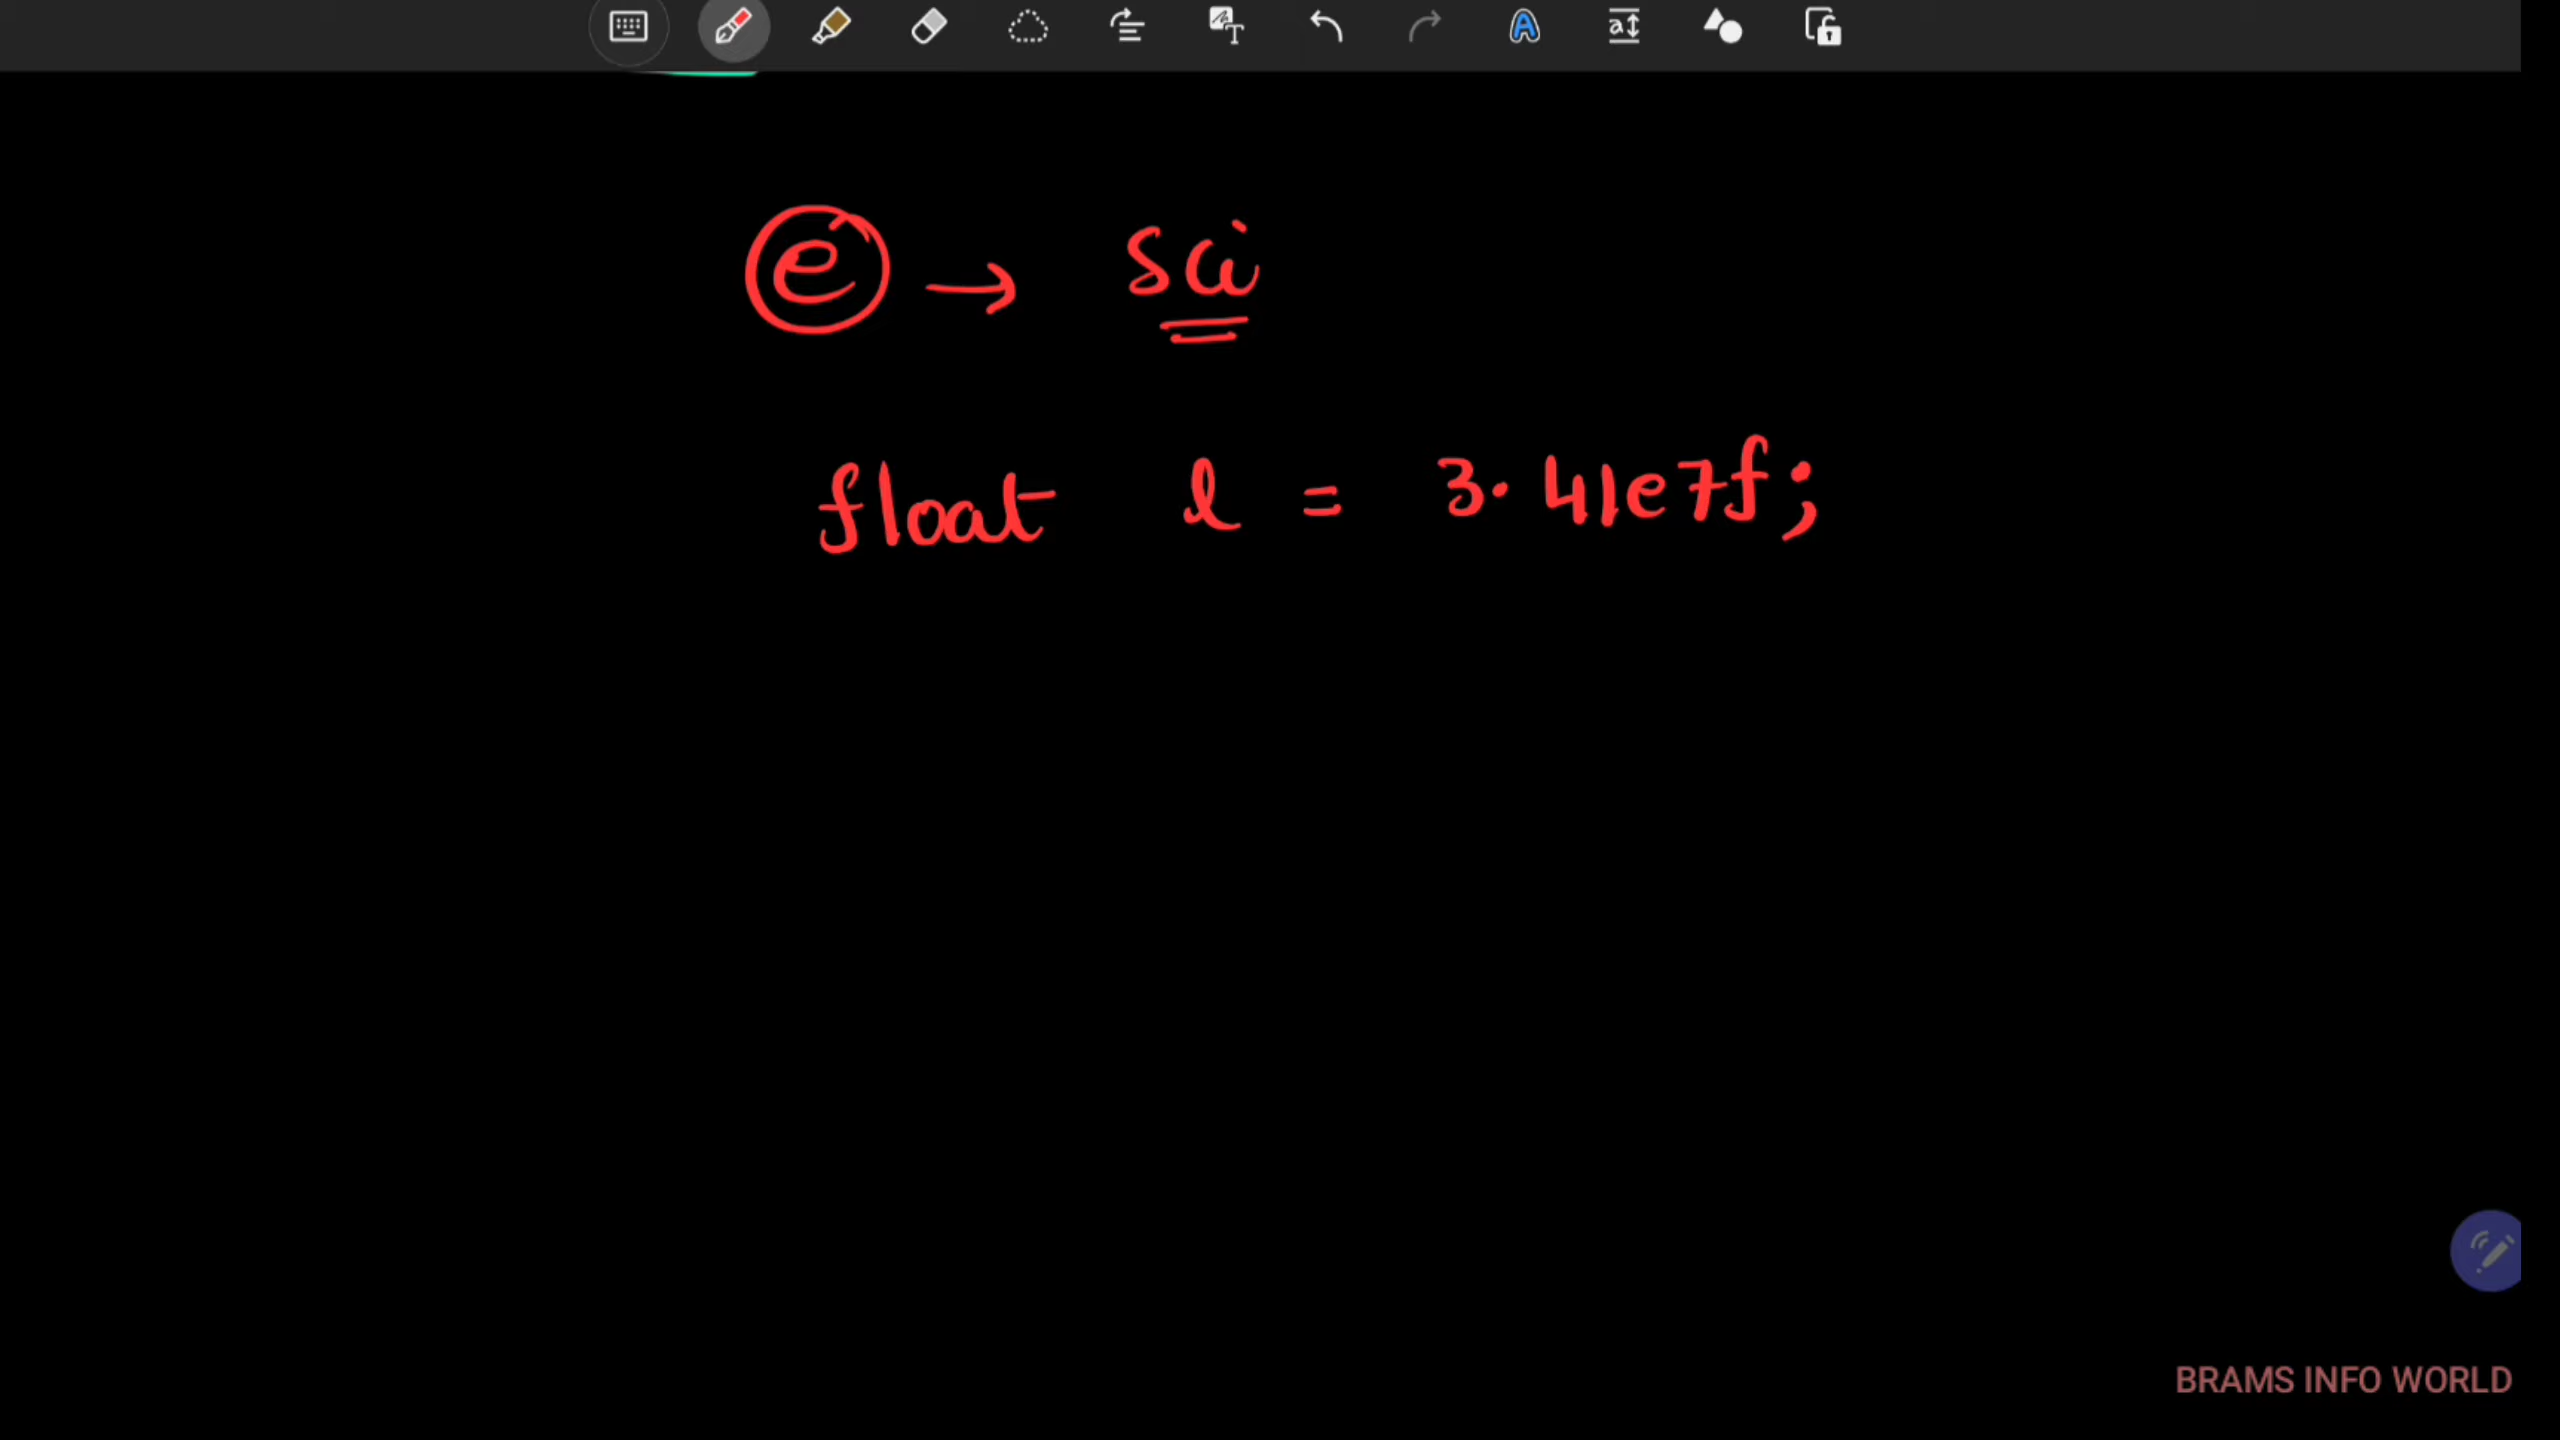 e → sci
float l = 3.41e7f;
BRAMS INFO WORLD